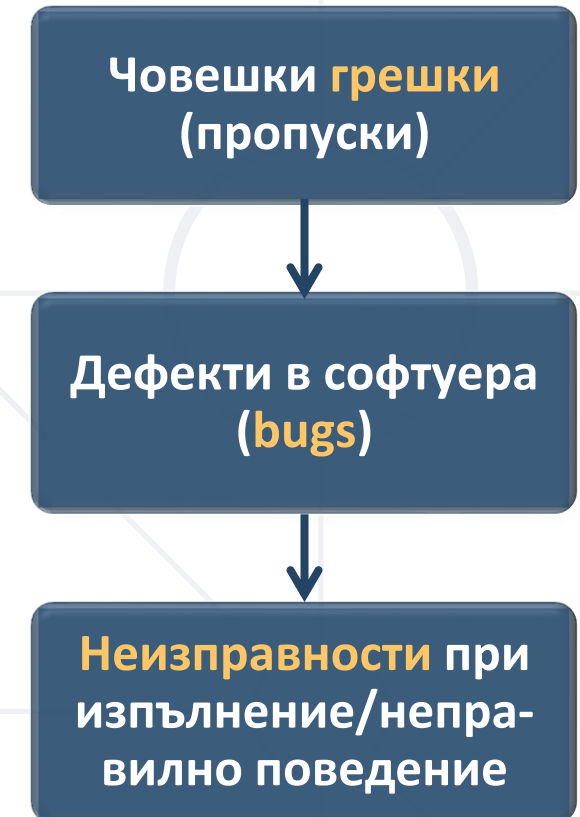 Човешки грешки
(пропуски)
Дефекти в софтуера
(bugs)
Неизправности при
изпълнение/непра-
вилно поведение